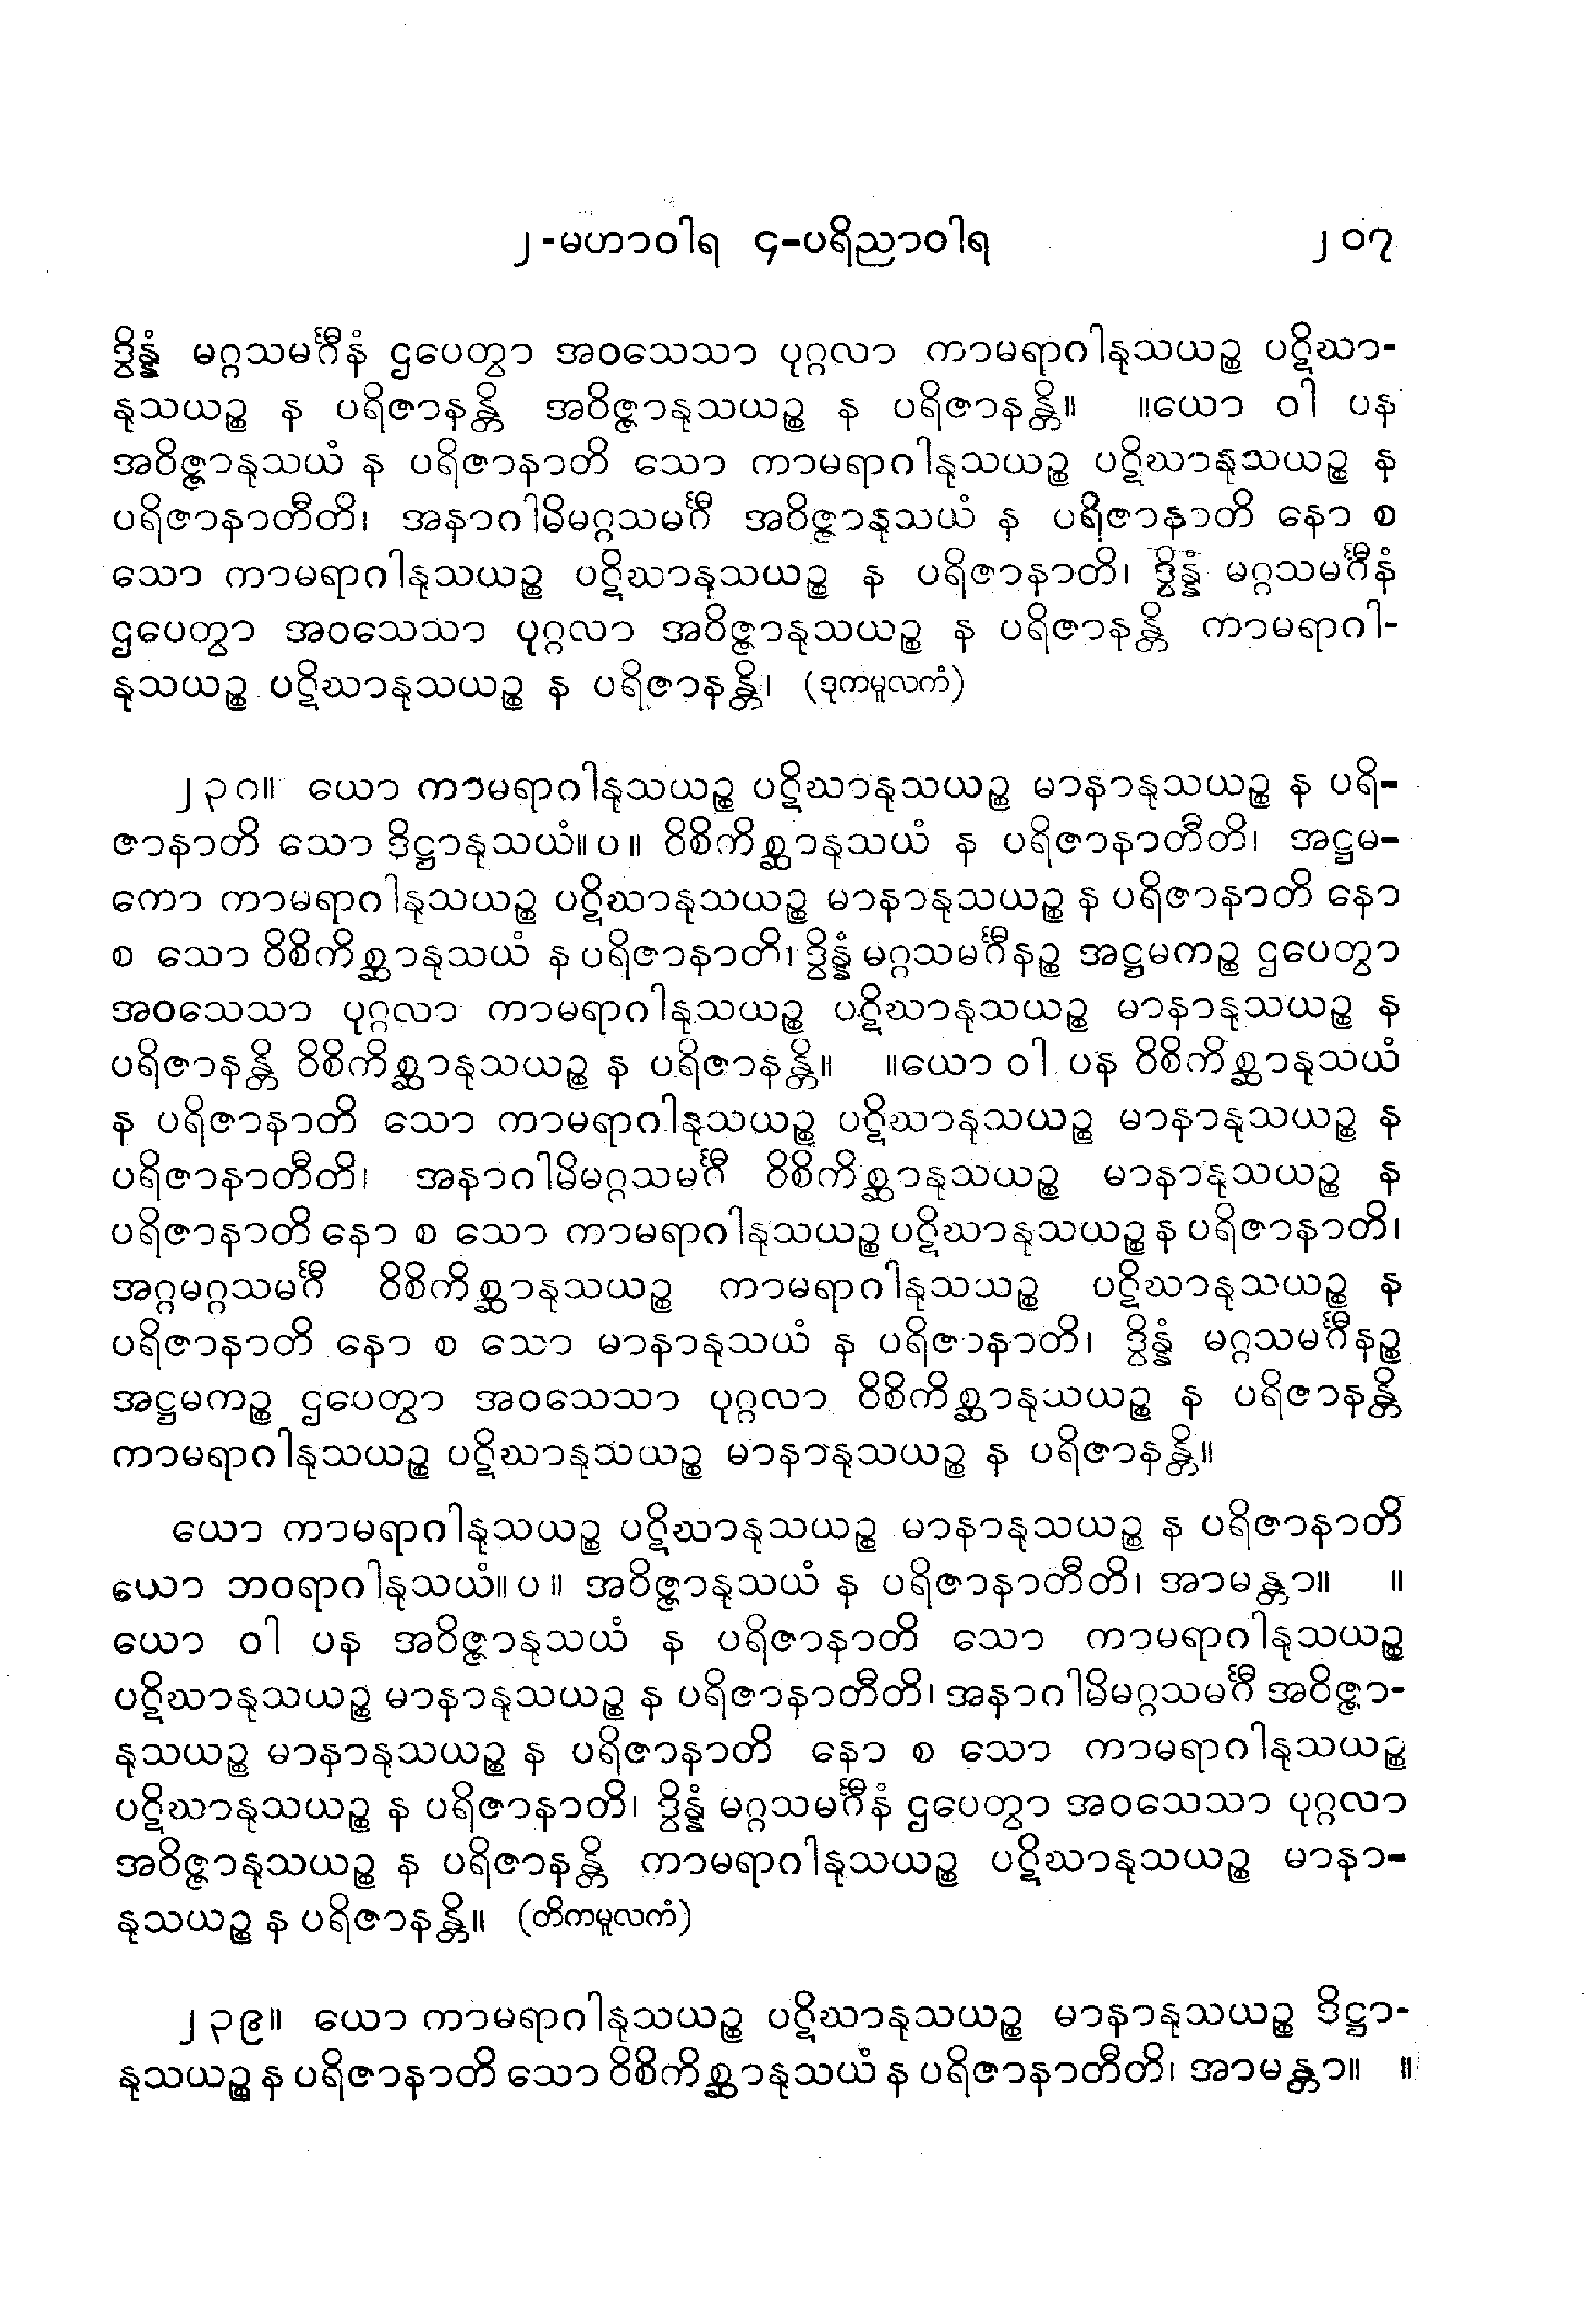 ၂-မဟာဝါရ ၄-ပရိညာဝါရ ၂၀၇
ဒွိန္နံ မဂ္ဂသမင်္ဂီနံ ဌပေတွာ အဝသေသာ ပုဂ္ဂလာ ကာမရာဂါနုသယဉ္စ ပဋိဃာ-
နုသယဉ္စ န ပရိဇာနန္တိ အဝိဇ္ဇာနုသယဉ္စ န ပရိဇာနန္တိ။ ။ယော ဝါ ပန
အဝိဇ္ဇာနုသယံ န ပရိဇာနာတိ သော ကာမရာဂါနုသယဉ္စ ပဋိဃာနုသယဉ္စ န
ပရိဇာနာတီတိ၊ အနာဂါမိမဂ္ဂသမင်္ဂီ အဝိဇ္ဇာနုသယံ န ပရိဇာနာတိ နော စ
သော ကာမရာဂါနုသယဉ္စ ပဋိဃာနုသယဉ္စ န ပရိဇာနာတိ၊ ဒွိန္နံ မဂ္ဂသမင်္ဂီနံ
ဌပေတွာ အဝသေသာ ပုဂ္ဂလာ အဝိဇ္ဇာနုသယဉ္စ န ပရိဇာနန္တိ ကာမရာဂါ-
နုသယဉ္စ ပဋိဃာနုသယဉ္စ န ပရိဇာနန္တိ၊ (ဒုကမူလကံ)
၂၃ဂ။ ယော ကာမရာဂါနုသယဉ္စ ပဋိဃာနုသယဉ္စ မာနာနုသယဉ္စ န ပရိ-
ဇာနာတိ သော ဒိဋ္ဌာနုသယံ။ပ။ ဝိစိကိစ္ဆာနုသယံ န ပရိဇာနာတီတိ၊ အဋ္ဌမ-
ကော ကာမရာဂါနုသယဉ္စ ပဋိဃာနုသယဉ္စ မာနာနုသယဉ္စ န ပရိဇာနာတိ နော
စ သော ဝိစိကိစ္ဆာနုသယံ န ပရိဇာနာတိ၊ ဒွိန္နံ မဂ္ဂသမင်္ဂီနဉ္စ အဋ္ဌမကဉ္စ ဌပေတွာ
အဝသေသာ ပုဂ္ဂလာ ကာမရာဂါနုသယဉ္စ ပဋိဃာနုသယဉ္စ မာနာနုသယဉ္စ န
ပရိဇာနန္တိ ဝိစိကိစ္ဆာနုသယဉ္စ န ပရိဇာနန္တိ။ ။ယော ဝါ ပန ဝိစိကိစ္ဆာနုသယံ
န ပရိဇာနာတိ သော ကာမရာဂါနုသယဉ္စ ပဋိဃာနုသယဉ္စ မာနာနုသယဉ္စ န
ပရိဇာနာတီတိ၊ အနာဂါမိမဂ္ဂသမင်္ဂီ ဝိစိကိစ္ဆာနုသယဉ္စ မာနာနုသယဉ္စ န
ပရိဇာနာတိ နော စ သော ကာမရာဂါနုသယဉ္စ ပဋိဃာနုသယဉ္စ န ပရိဇာနာတိ၊
အဂ္ဂမဂ္ဂသမင်္ဂီ ဝိစိကိစ္ဆာနုသယဉ္စ ကာမရာဂါနုသယဉ္စ ပဋိဃာနုသယဉ္စ န
ပရိဇာနာတိ နော စ သော မာနာနုသယံ န ပရိဇာနာတိ၊ ဒွိန္နံ မဂ္ဂသမင်္ဂီနဉ္စ
အဋ္ဌမကဉ္စ ဌပေတွာ အဝသေသာ ပုဂ္ဂလာ ဝိစိကိစ္ဆာနုသယဉ္စ န ပရိဇာနန္တိ
ကာမရာဂါနုသယဉ္စ ပဋိဃာနုသယဉ္စ မာနာနုသယဉ္စ န ပရိဇာနန္တိ။
ယော ကာမရာဂါနုသယဉ္စ ပဋိဃာနုသယဉ္စ မာနာနုသယဉ္စ န ပရိဇာနာတိ
ယော ဘဝရာဂါနုသယံ။ပ။ အဝိဇ္ဇာနုသယံ န ပရိဇာနာတီတိ၊ အာမန္တာ။ ။
ယော ဝါ ပန အဝိဇ္ဇာနုသယံ န ပရိဇာနာတိ သော ကာမရာဂါနုသယဉ္စ
ပဋိဃာနုသယဉ္စ မာနာနုသယဉ္စ န ပရိဇာနာတီတိ၊ အနာဂါမိမဂ္ဂသမင်္ဂီ အဝိဇ္ဇာ-
နုသယဉ္စ မာနာနုသယဉ္စ န ပရိဇာနာတိ နော စ သော ကာမရာဂါနုသယဉ္စ
ပဋိဃာနုသယဉ္စ န ပရိဇာနာတိ၊ ဒွိန္နံ မဂ္ဂသမင်္ဂီနံ ဌပေတွာ အဝသေသာ ပုဂ္ဂလာ
အဝိဇ္ဇာနုသယဉ္စ န ပရိဇာနန္တိ ကာမရာဂါနုသယဉ္စ ပဋိဃာနုသယဉ္စ မာနာ-
နုသယဉ္စ န ပရိဇာနန္တိ။ (တိကမူလကံ)
၂၃၉။ ယော ကာမရာဂါနုသယဉ္စ ပဋိဃာနုသယဉ္စ မာနာနုသယဉ္စ ဒိဋ္ဌာ-
နုသယဉ္စ န ပရိဇာနာတိ သော ဝိစိကိစ္ဆာနုသယံ န ပရိဇာနာတီတိ၊ အာမန္တာ။ ။